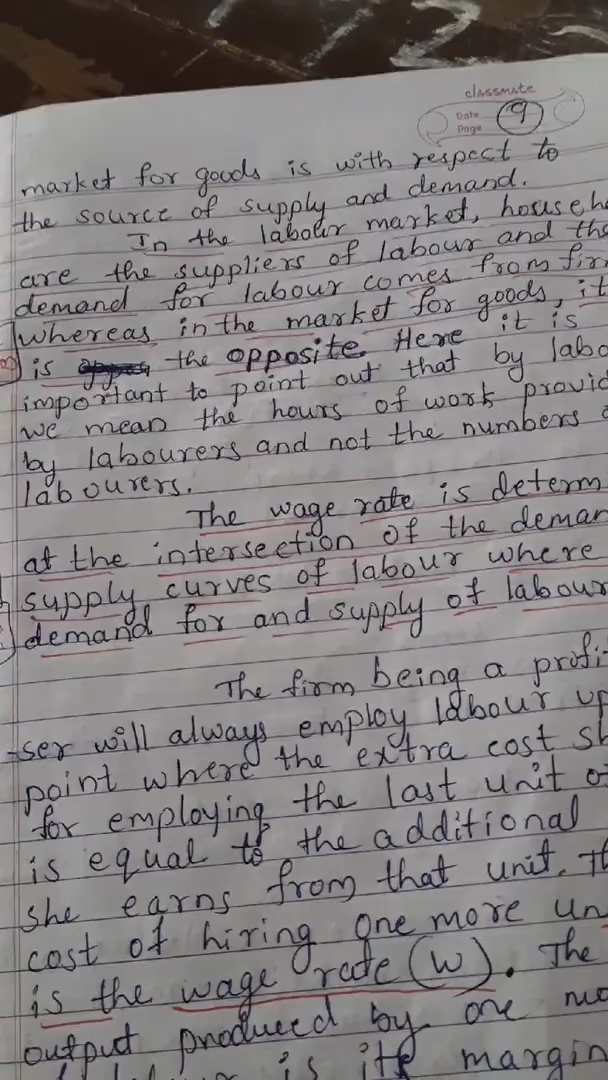 classmate
Date
Page
9
market for goods is with respect to
the source of supply and demand.
In the labour market, househ
are the suppliers of labour and the
demand for labour comes from fir
whereas in the market for goods, it
is the opposite. Here it is
important to point out that by labo
we mean the hours of work provid
by labourers and not the numbers
labourers.
The wage rate is determ
at the intersection of the deman
supply curves of labour where
demand for and supply of labour
The firm being a profi
-ser will always employ labour up
point where the extra cost sh
for employing the last unit of
is equal to the additional
she earns from that unit. Th
cost of hiring one more un
is the wage rate (W). The
output produced by one mo
is its margin